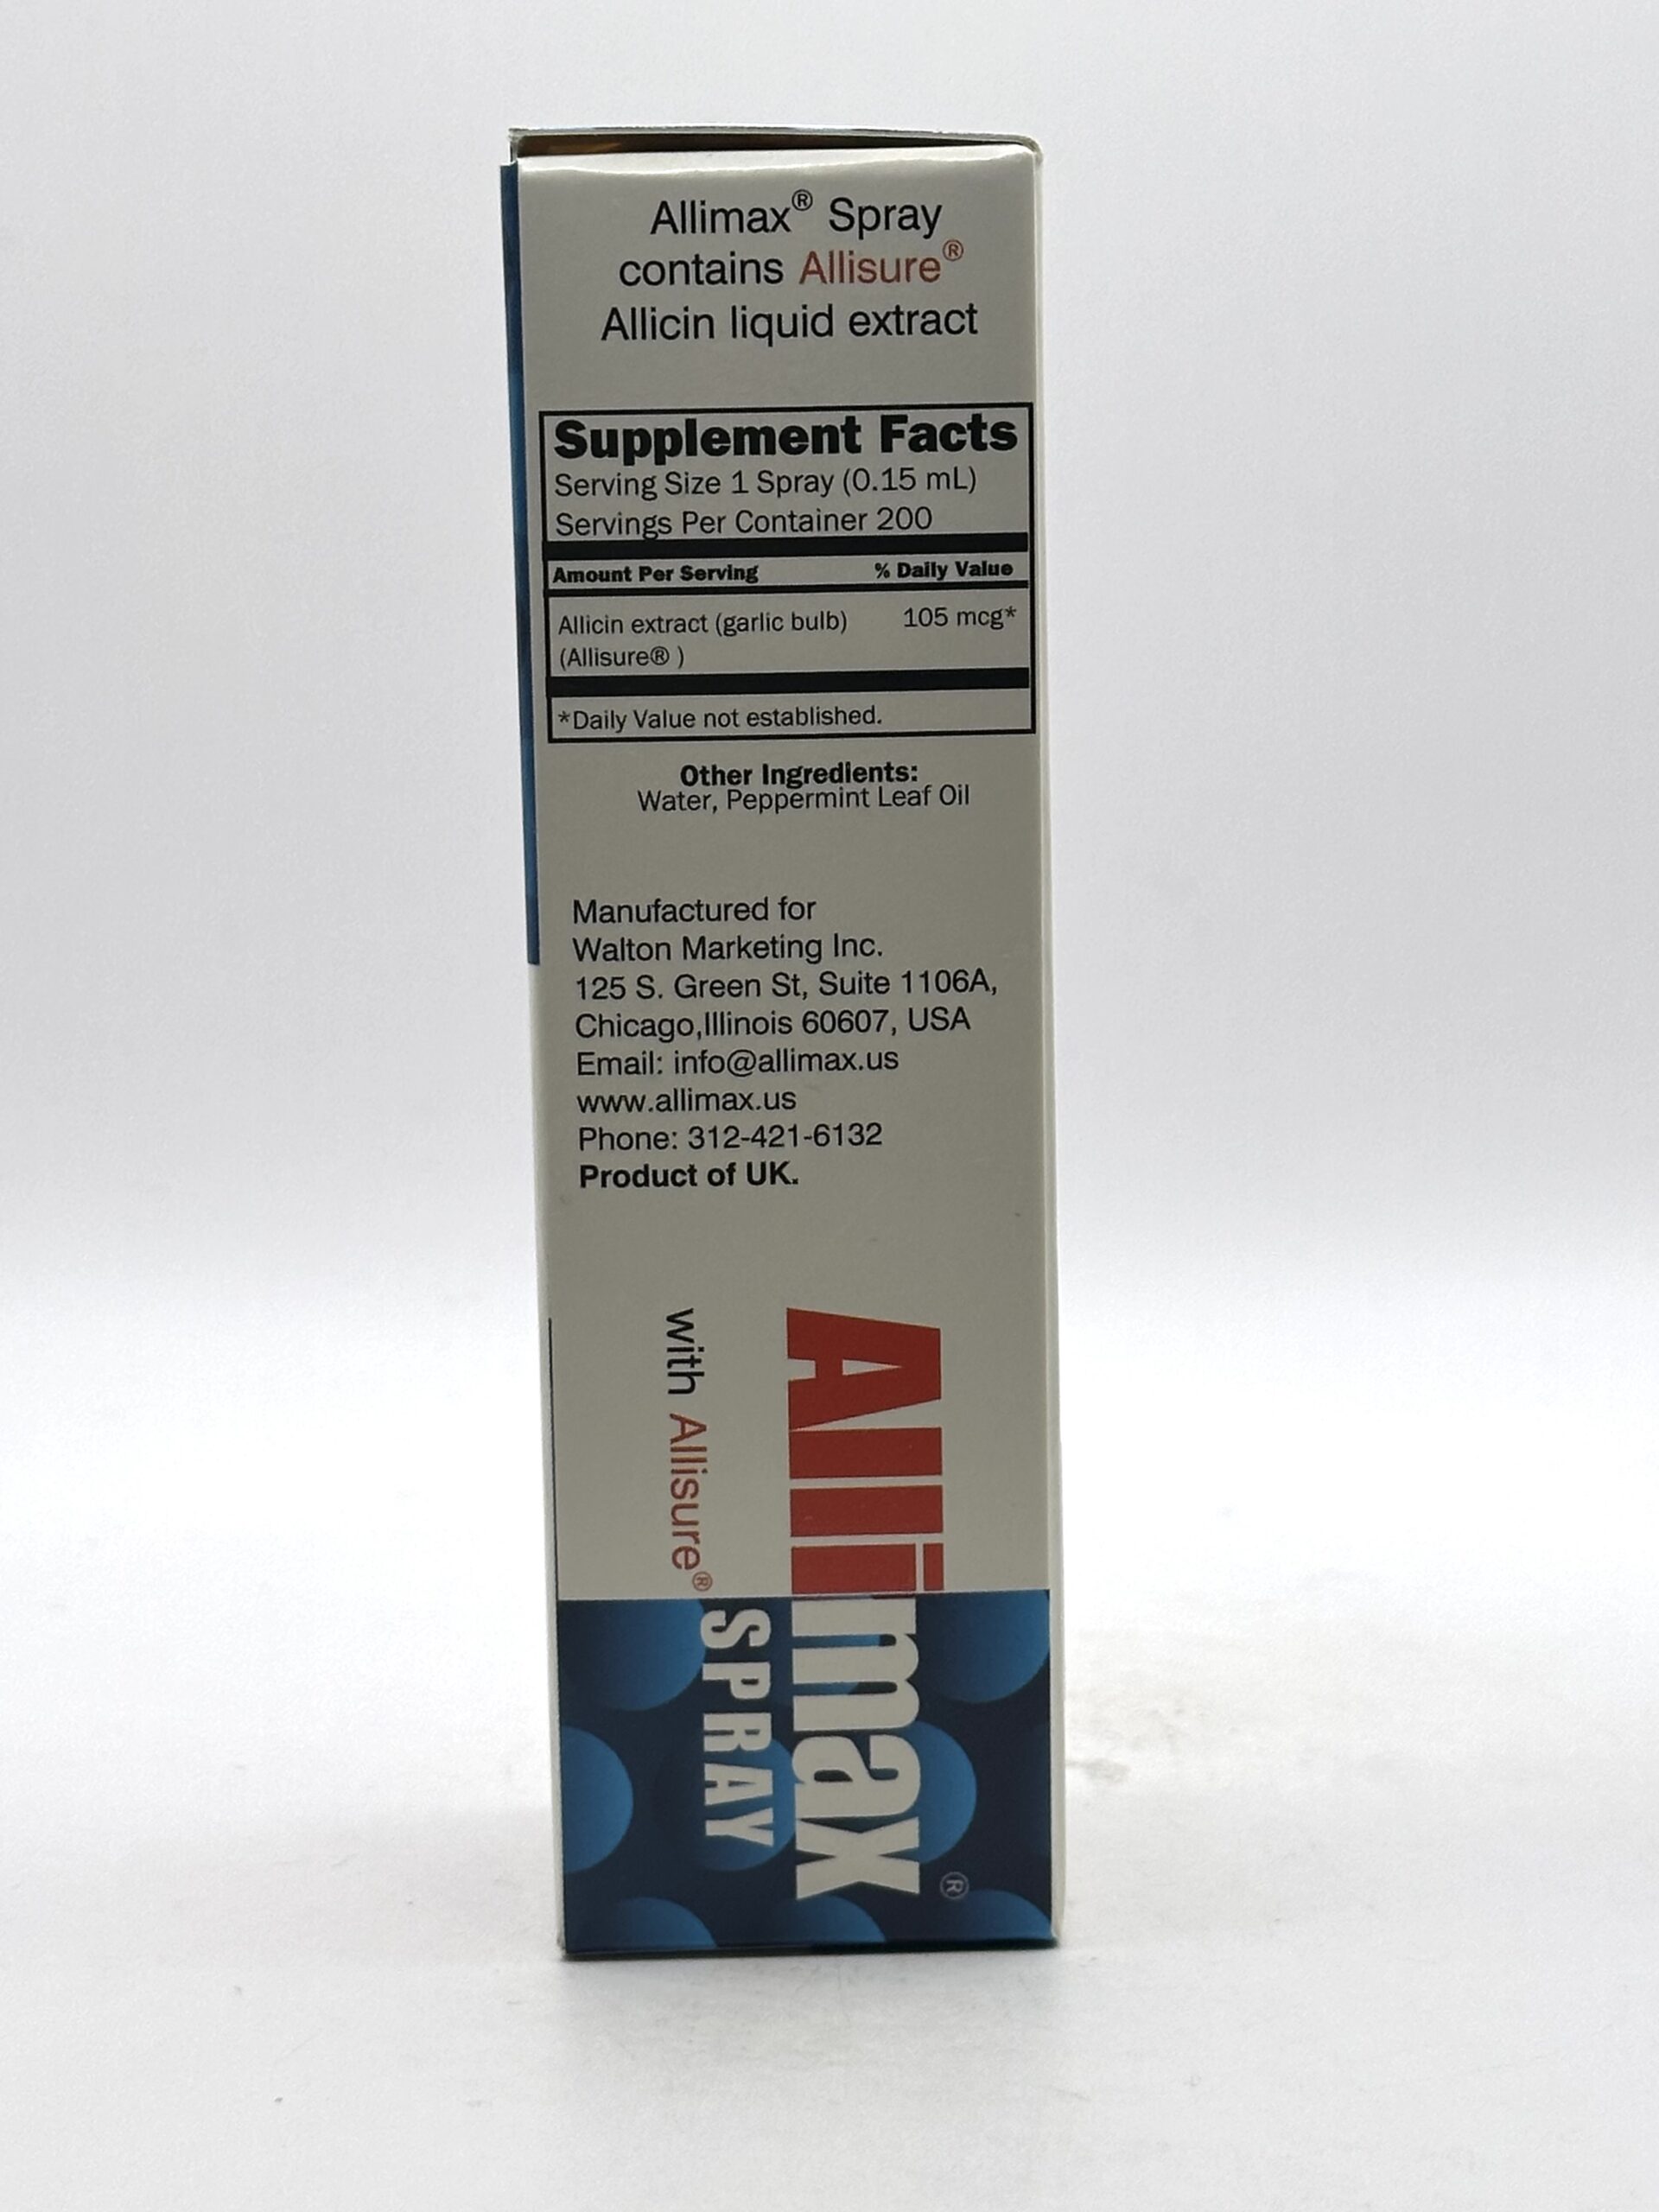 Allimax® Spray
contains Allisure®
Allicin liquid extract
Supplement Facts
Serving Size 1 Spray (0.15 mL)
Servings Per Container 200
Amount Per Serving % Daily Value
Allicin extract (garlic bulb) 105 mcg*
(Allisure® )
*Daily Value not established.
Other Ingredients:
Water, Peppermint Leaf Oil
Manufactured for
Walton Marketing Inc.
125 S. Green St, Suite 1106A,
Chicago,Illinois 60607, USA
Email: info@allimax.us
www.allimax.us
Phone: 312-421-6132
Product of UK.
Allimax®
SPRAY
with Allisure®